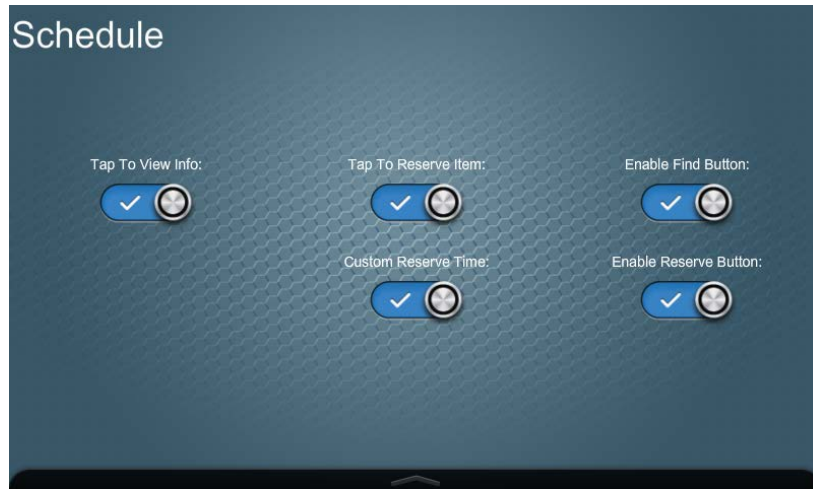 Schedule
Tap To View Info:
Tap To Reserve Item:
Enable Find Button:
Custom Reserve Time:
Enable Reserve Button: